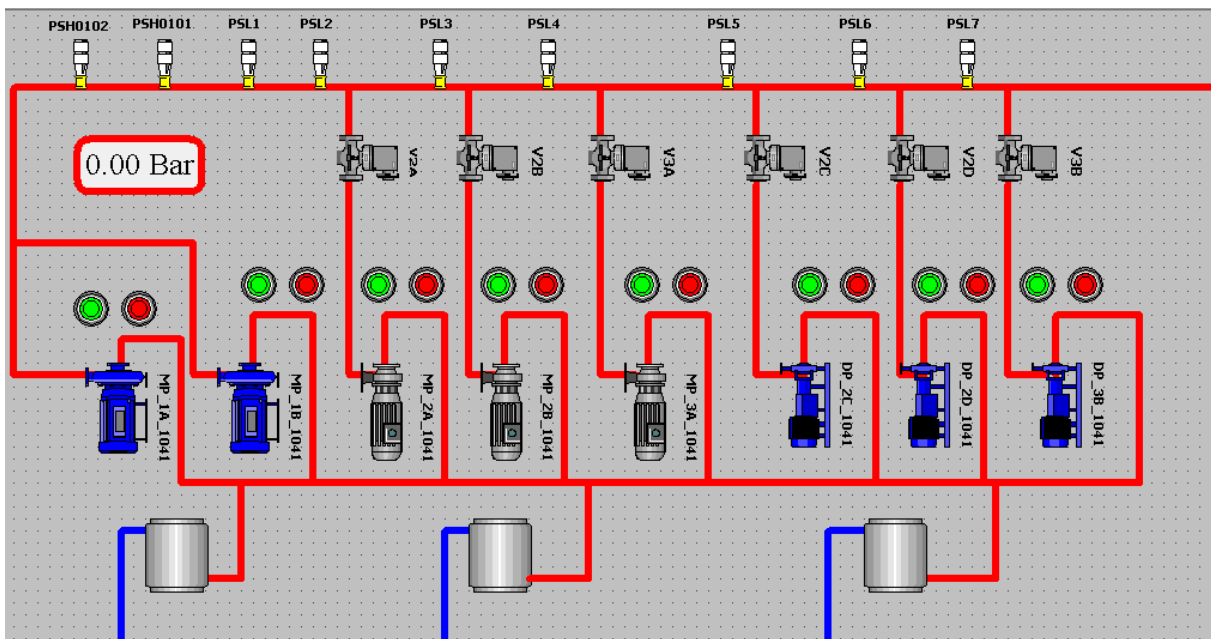 PSH0102
PSH0101
PSL1
PSL2
PSL3
PSL4
PSL5
PSL6
PSL7
0.00 Bar
V2A
V2B
V3A
V2C
V2D
V3B
MP_1A_1041
MP_1B_1041
MP_2A_1041
MP_2B_1041
MP_3A_1041
DP_2C_1041
DP_2D_1041
DP_3B_1041